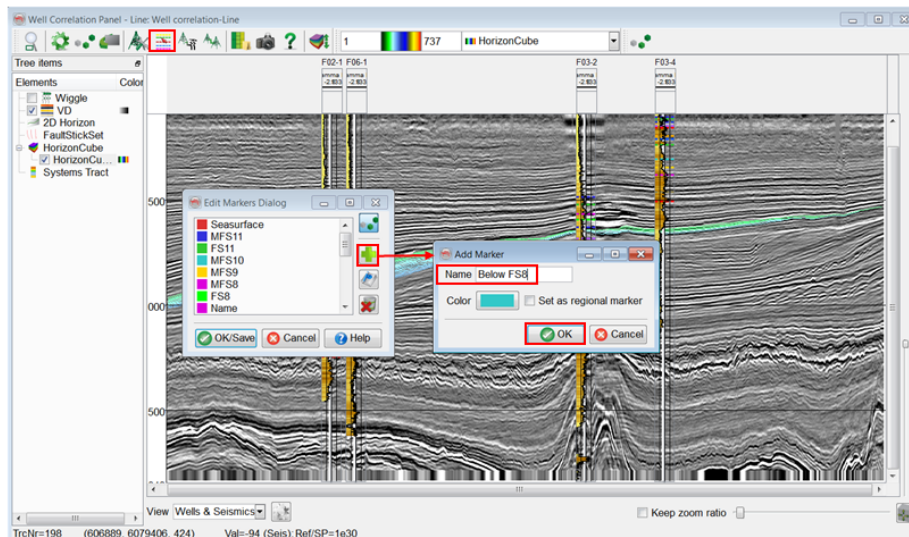 Well Correlation Panel - Line: Well correlation-Line
1 737 HorizonCube
Tree items
Elements Color
Wiggle
VD
2D Horizon
FaultStickSet
HorizonCube
HorizonCu...
Systems Tract
F02-1 F06-1 F03-2 F03-4
500
000
500
Edit Markers Dialog
Seasurface
MFS11
FS11
MFS10
MFS9
MFS8
FS8
Name
OK/Save Cancel Help
Add Marker
Name Below FS8
Color Set as regional marker
OK Cancel
View Wells & Seismics Keep zoom ratio
TrcNr=198 (606889, 6079406, 424) Val=-94 (Seis); Ref/SP=1e30